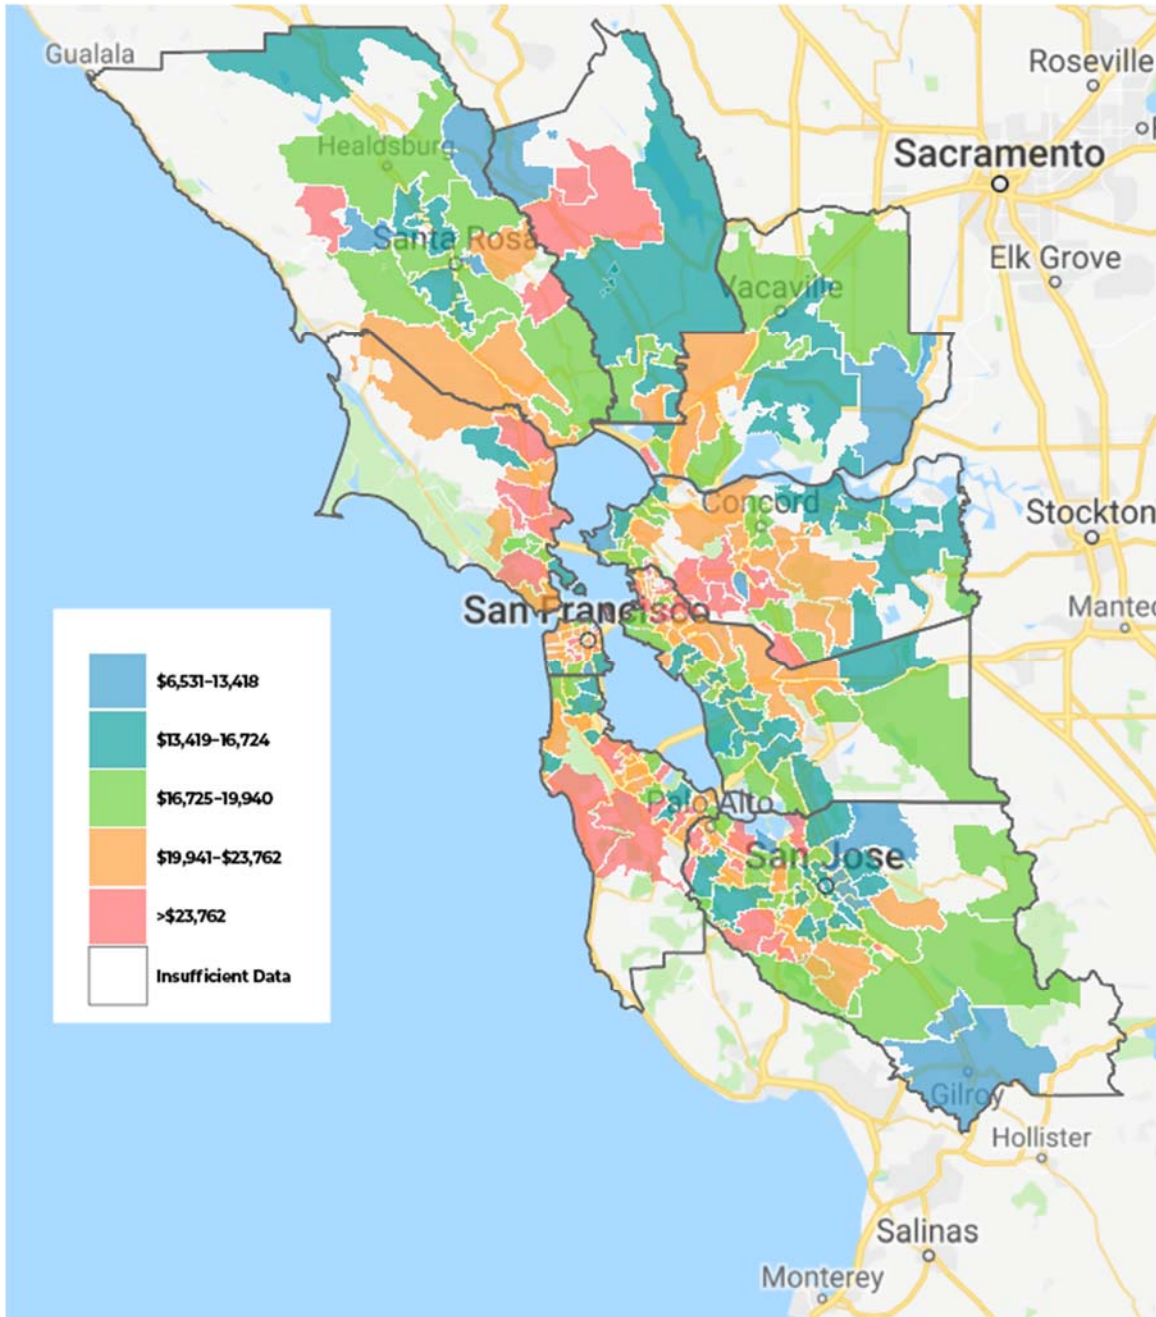 Gualala
Roseville
Sacramento
Healdsburg
Santa Rosa
Elk Grove
Vacaville
Concord
Stockton
San Francisco
Mantec
$6,531–13,418
$13,419–16,724
$16,725–19,940
$19,941–$23,762
>$23,762
Insufficient Data
Palo Alto
San Jose
Gilroy
Hollister
Salinas
Monterey